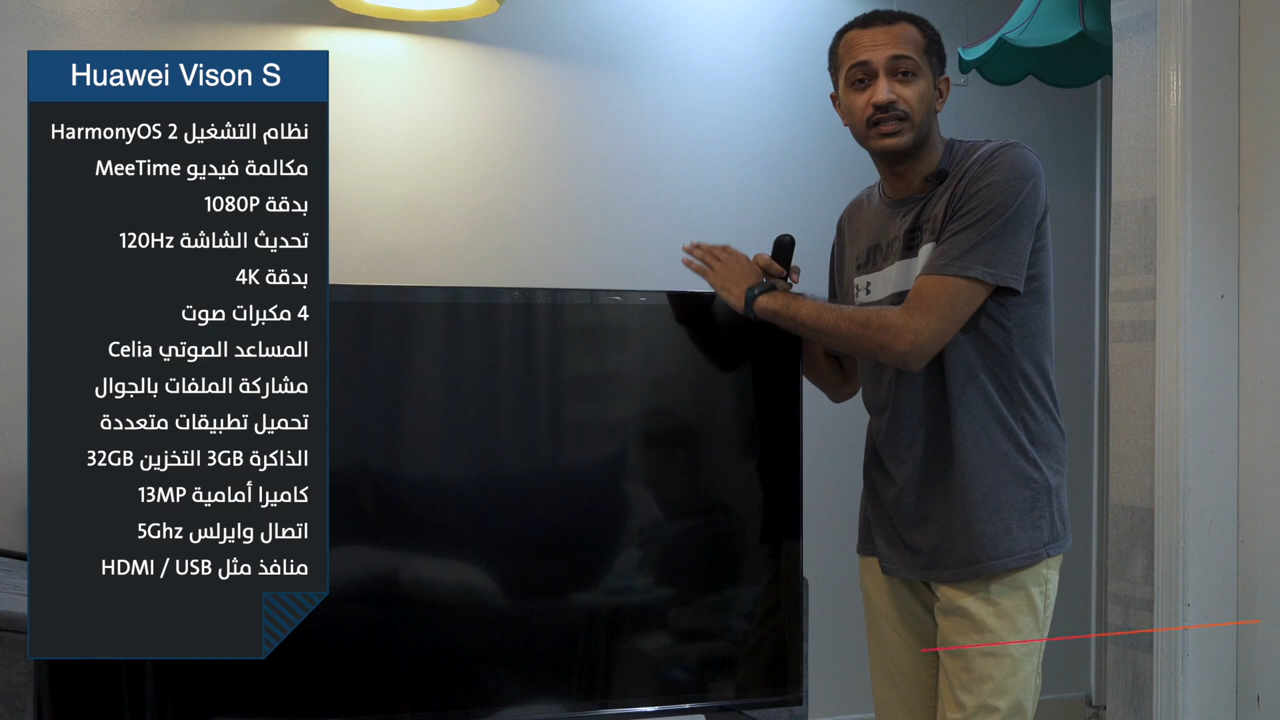 Huawei Vison S
نظام التشغيل HarmonyOS 2
مكالمة فيديو MeeTime
بدقة 1080P
تحديث الشاشة 120Hz
بدقة 4K
4 مكبرات صوت
المساعد الصوتي Celia
مشاركة الملفات بالجوال
تحميل تطبيقات متعددة
الذاكرة 3GB التخزين 32GB
كاميرا أمامية 13MP
اتصال وايرلس 5Ghz
منافذ مثل HDMI / USB